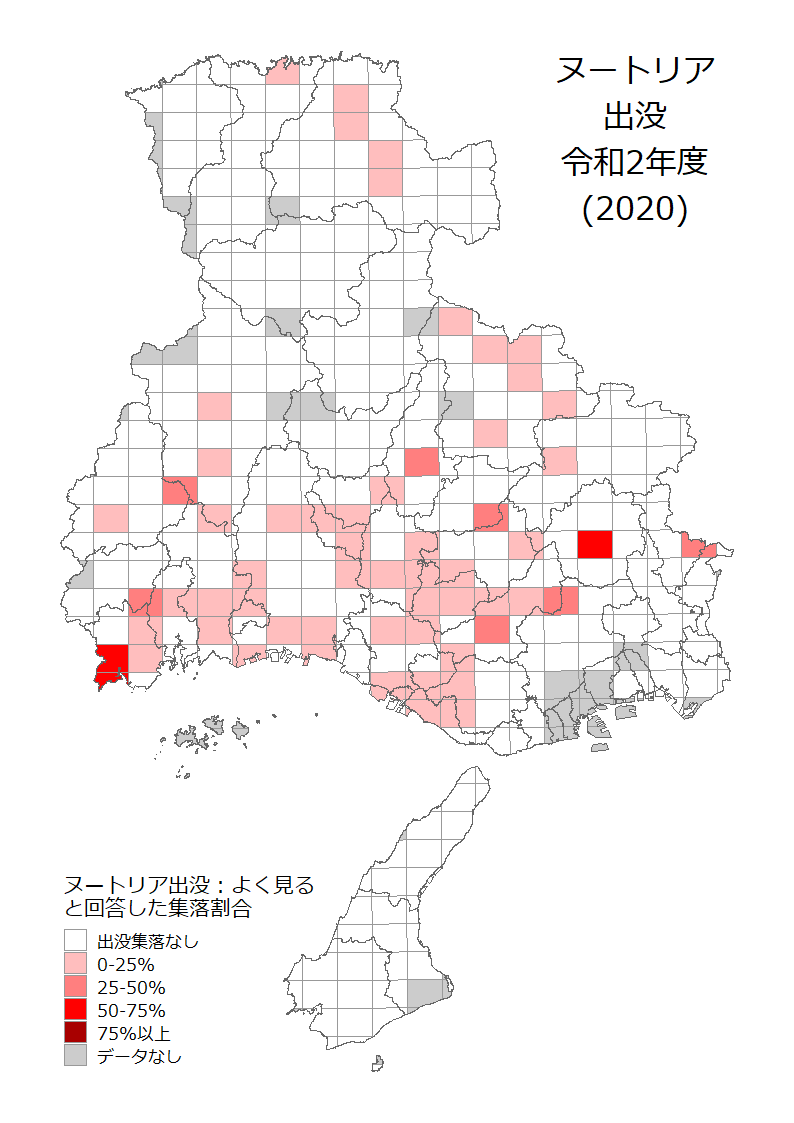 ヌートリア
出没
令和2年度
(2020)
ヌートリア出没：よく見る
と回答した集落割合
出没集落なし
0-25%
25-50%
50-75%
75%以上
データなし